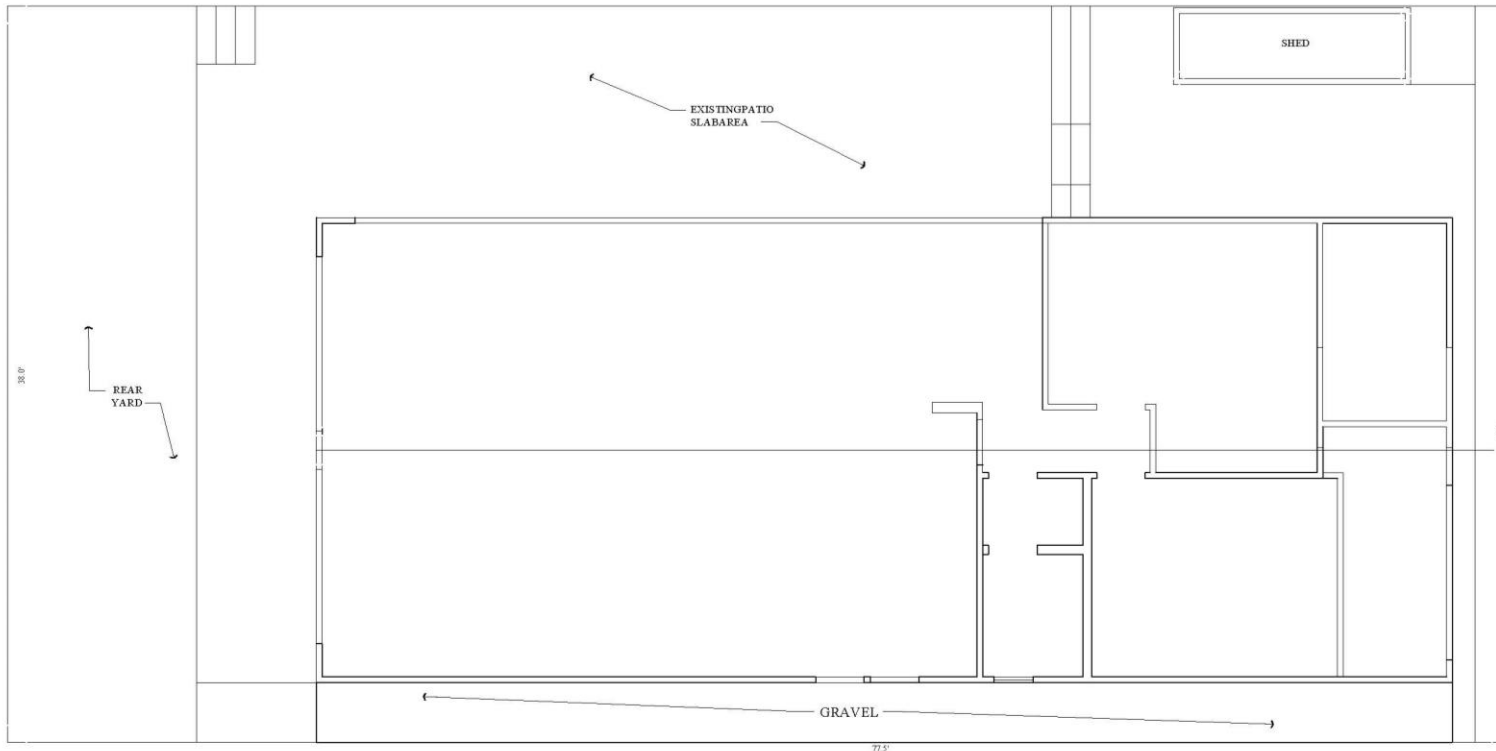 SHED
EXISTINGPATIO
SLABAREA
38.0'
REAR
YARD
GRAVEL
77.5'